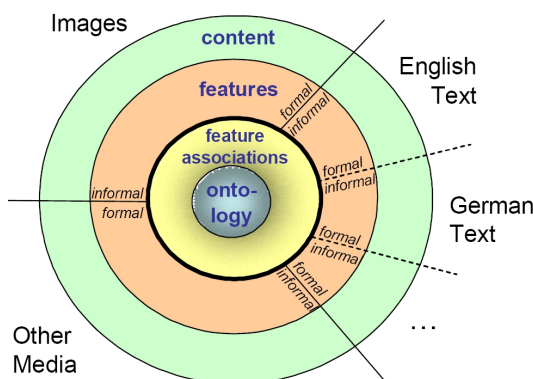 Images
content
English
Text
features
formal
informal
feature
associations
formal
informal
onto-
logy
informal
formal
German
Text
formal
informa
formal
informal
Other
Media
...